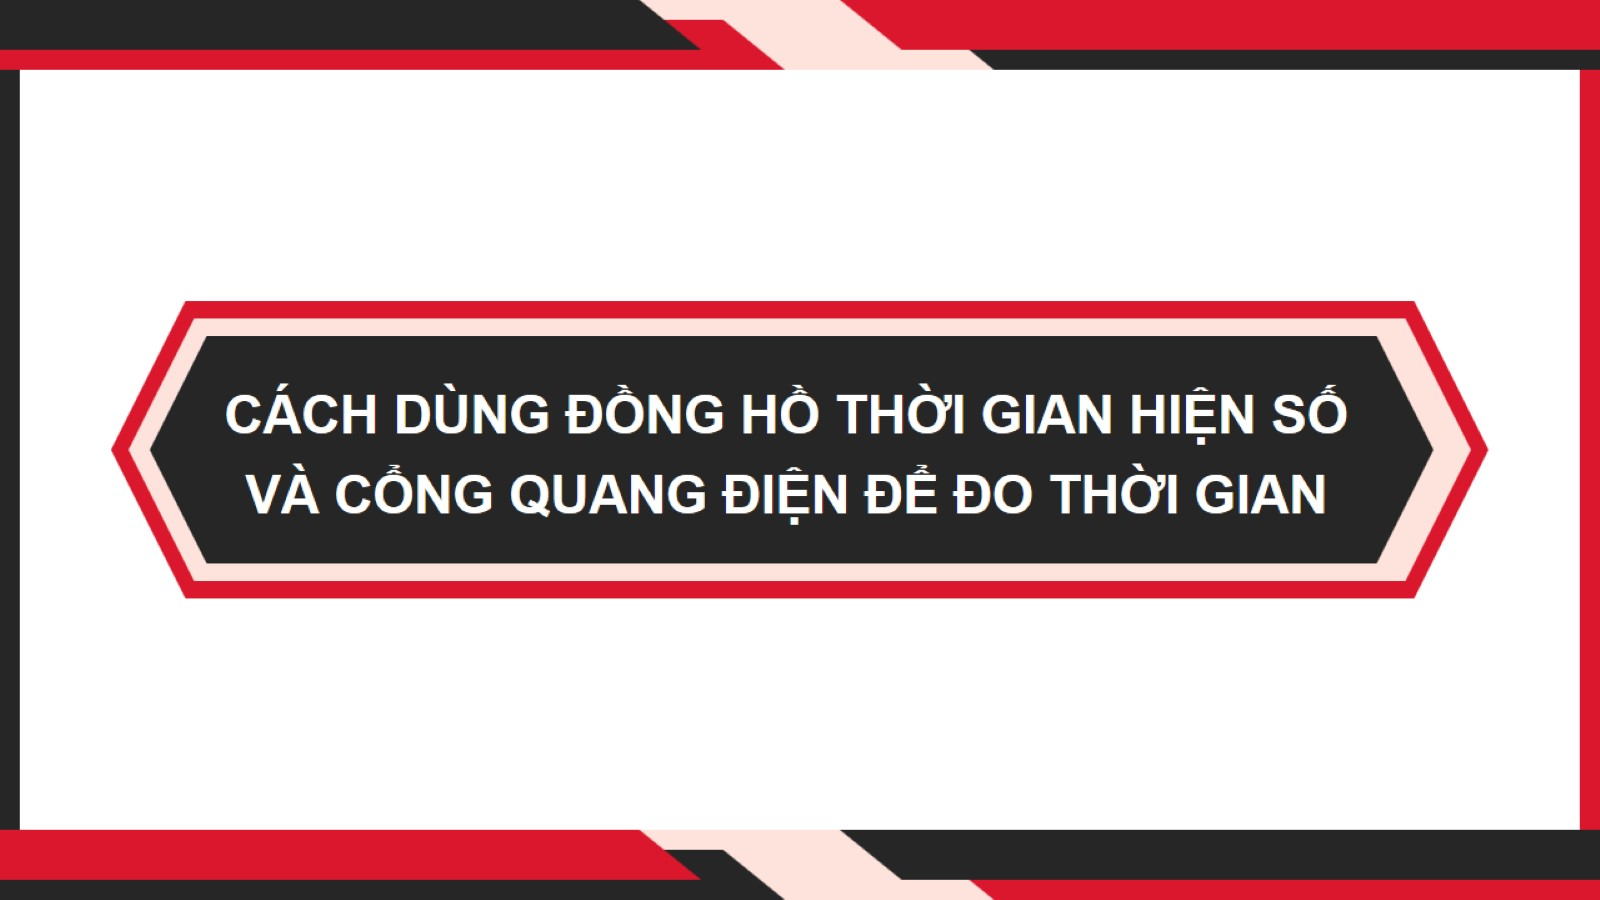 CÁCH DÙNG ĐỒNG HỒ THỜI GIAN HIỆN SỐ
VÀ CỔNG QUANG ĐIỆN ĐỂ ĐO THỜI GIAN